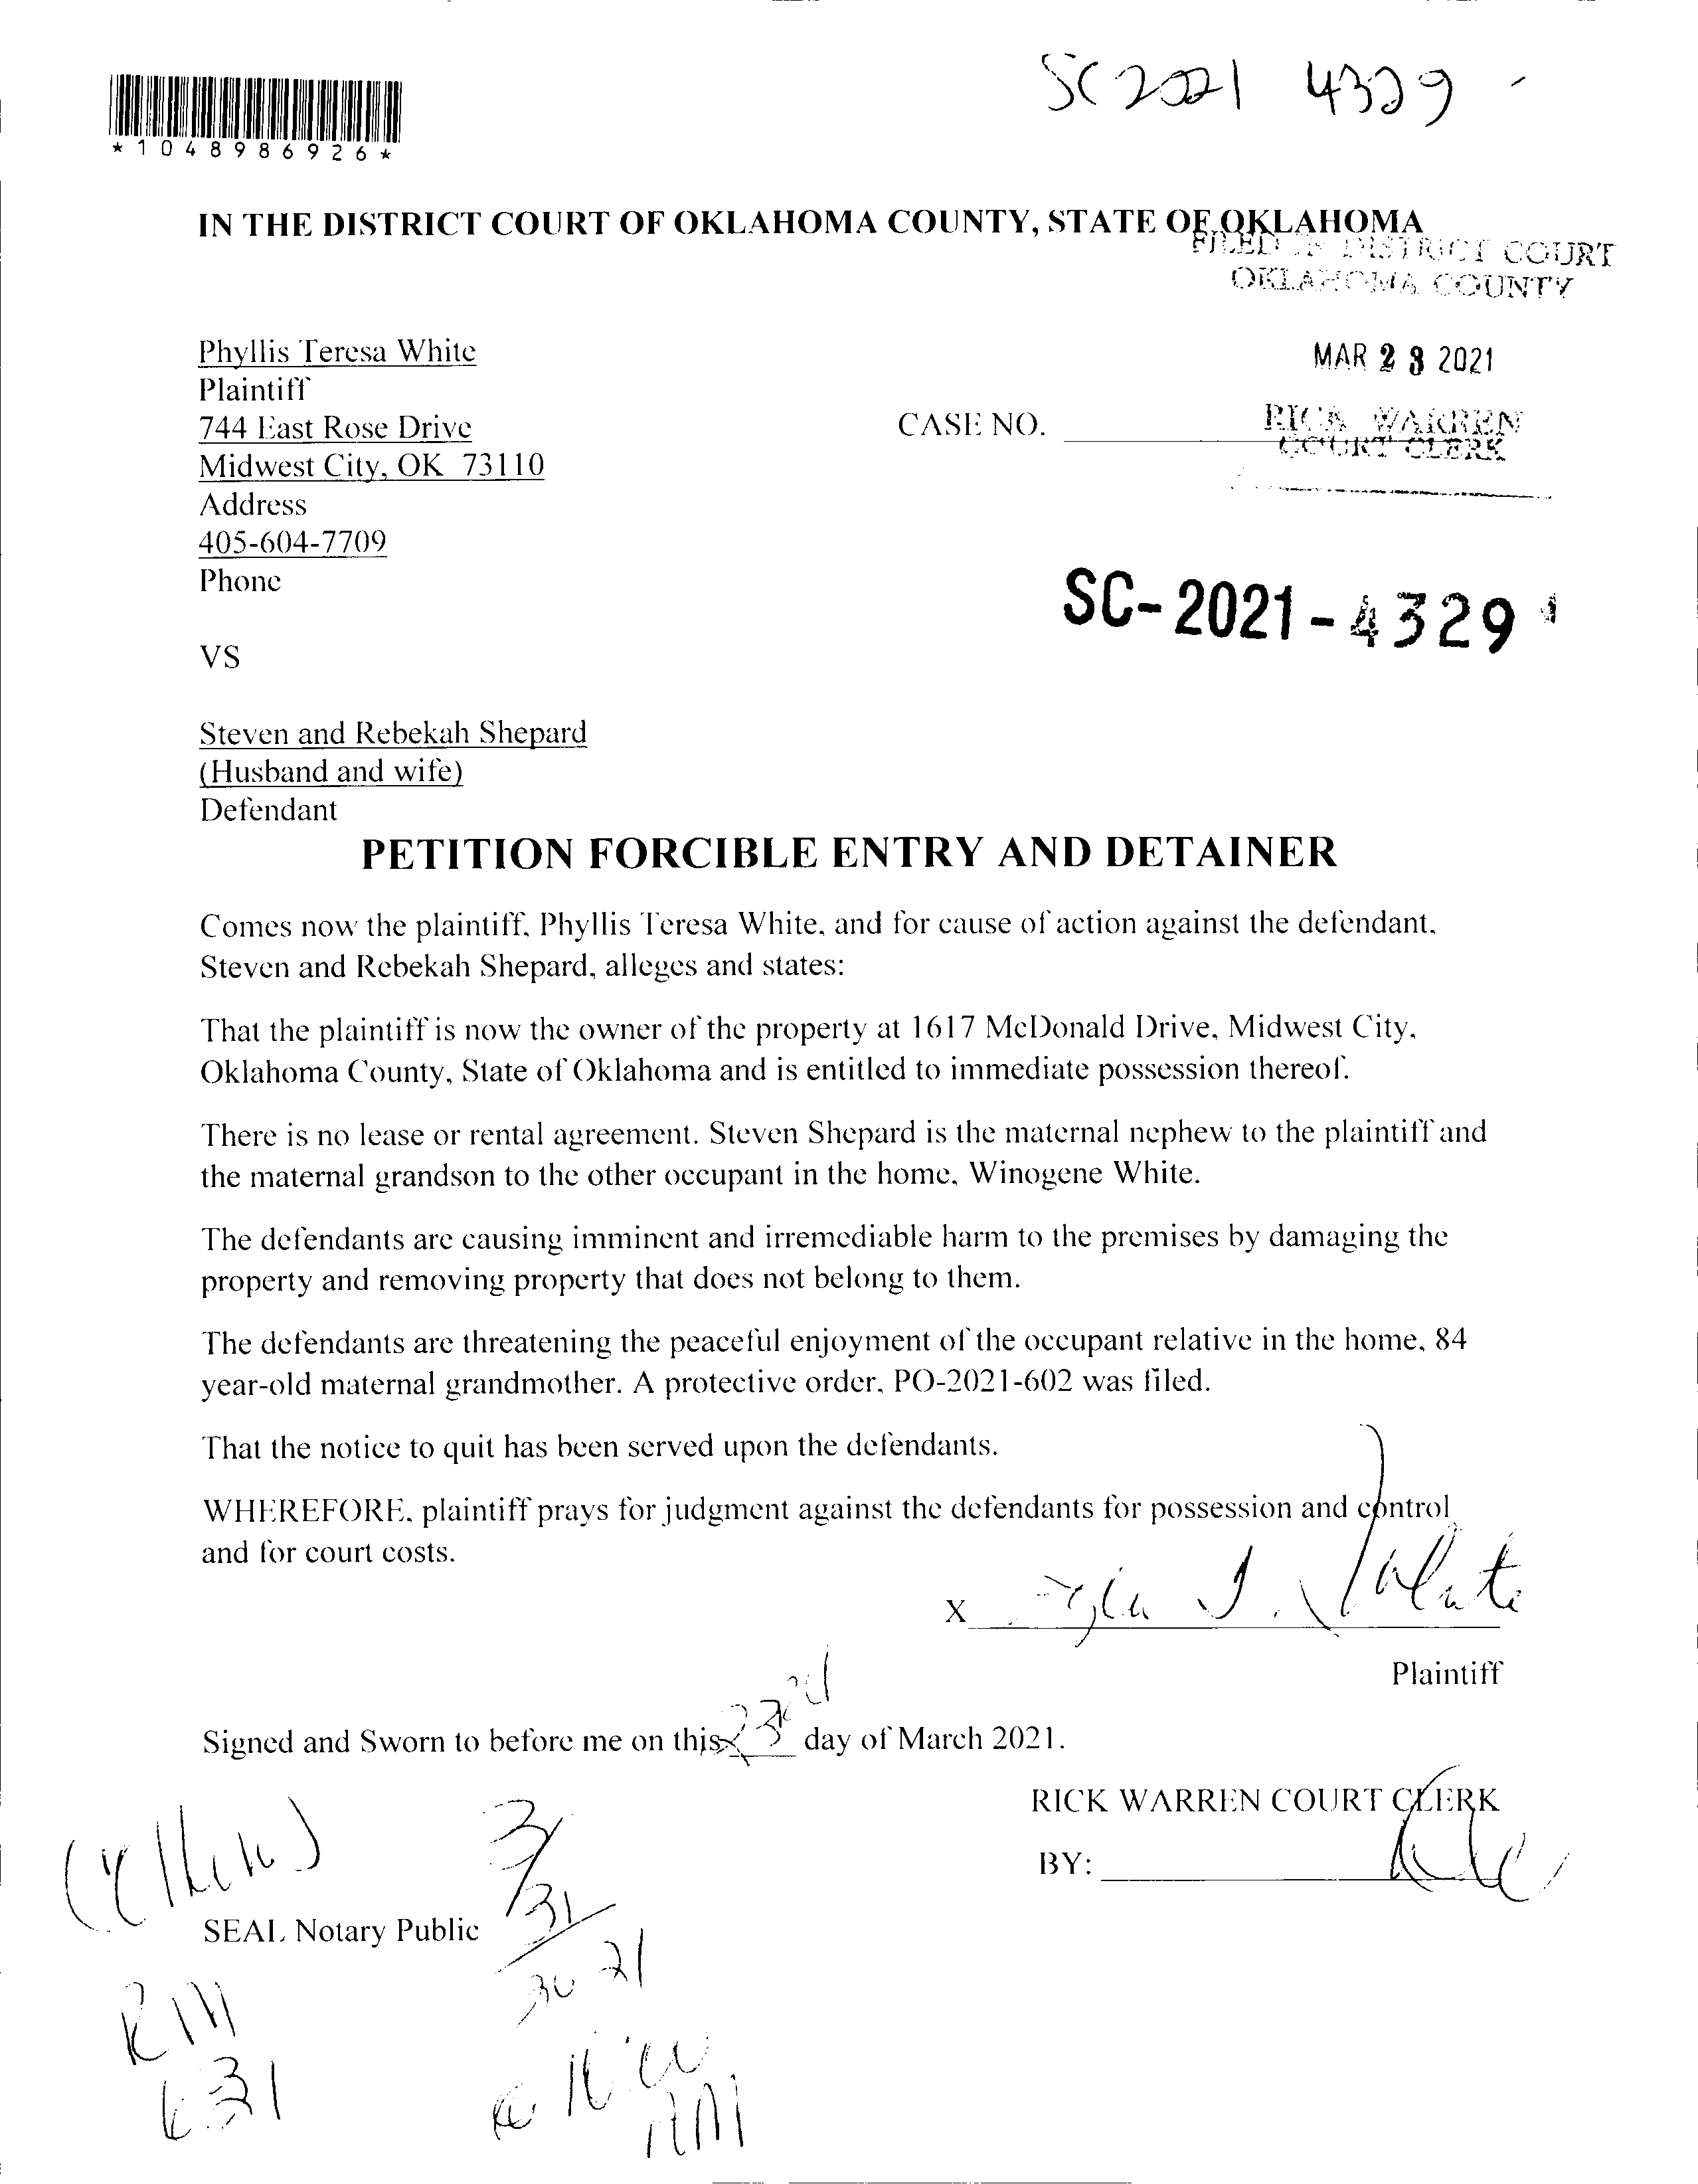 SC 2021 4329
*1048986926*
IN THE DISTRICT COURT OF OKLAHOMA COUNTY, STATE OF OKLAHOMA
FILED IN DISTRICT COURT
OKLAHOMA COUNTY
Phyllis Teresa White
MAR 23 2021
Plaintiff
744 East Rose Drive
CASE NO.
RICK WARREN
COURT CLERK
Midwest City, OK 73110
Address
405-604-7709
Phone
SC-2021-4329
VS
Steven and Rebekah Shepard
(Husband and wife)
Defendant
PETITION FORCIBLE ENTRY AND DETAINER
Comes now the plaintiff, Phyllis Teresa White, and for cause of action against the defendant,
Steven and Rebekah Shepard, alleges and states:
That the plaintiff is now the owner of the property at 1617 McDonald Drive, Midwest City,
Oklahoma County, State of Oklahoma and is entitled to immediate possession thereof.
There is no lease or rental agreement. Steven Shepard is the maternal nephew to the plaintiff and
the maternal grandson to the other occupant in the home, Winogene White.
The defendants are causing imminent and irremediable harm to the premises by damaging the
property and removing property that does not belong to them.
The defendants are threatening the peaceful enjoyment of the occupant relative in the home, 84
year-old maternal grandmother. A protective order, PO-2021-602 was filed.
That the notice to quit has been served upon the defendants.
WHEREFORE, plaintiff prays for judgment against the defendants for possession and control
and for court costs.
X White
Plaintiff
Signed and Sworn to before me on this 23rd day of March 2021.
RICK WARREN COURT CLERK
BY:
3/31
SEAL Notary Public
21
RM
AM